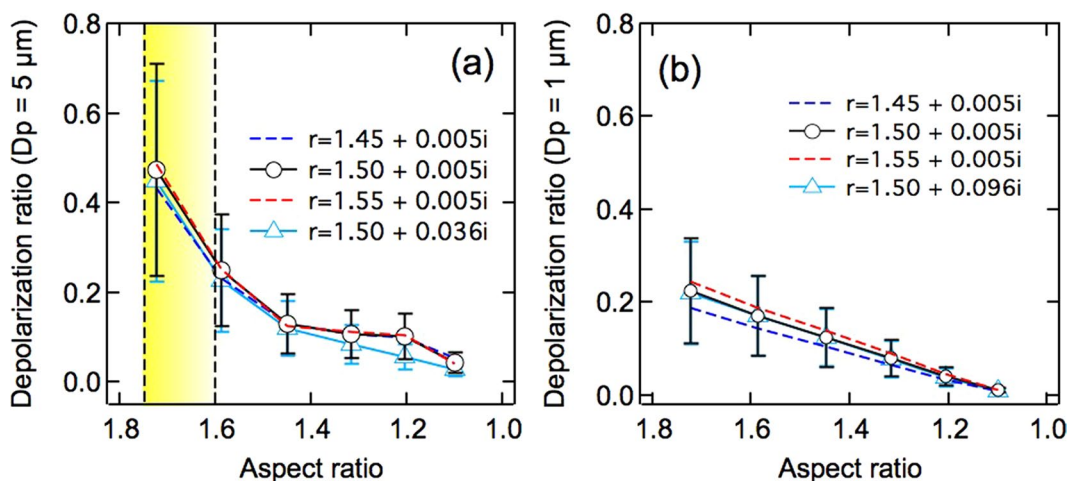 (a)
Depolarization ratio (Dp = 5 μm)
0.8
0.6
0.4
0.2
0.0
r=1.45 + 0.005i
r=1.50 + 0.005i
r=1.55 + 0.005i
r=1.50 + 0.036i
1.8 1.6 1.4 1.2 1.0
Aspect ratio
(b)
Depolarization ratio (Dp = 1 μm)
0.8
0.6
0.4
0.2
0.0
r=1.45 + 0.005i
r=1.50 + 0.005i
r=1.55 + 0.005i
r=1.50 + 0.096i
1.8 1.6 1.4 1.2 1.0
Aspect ratio